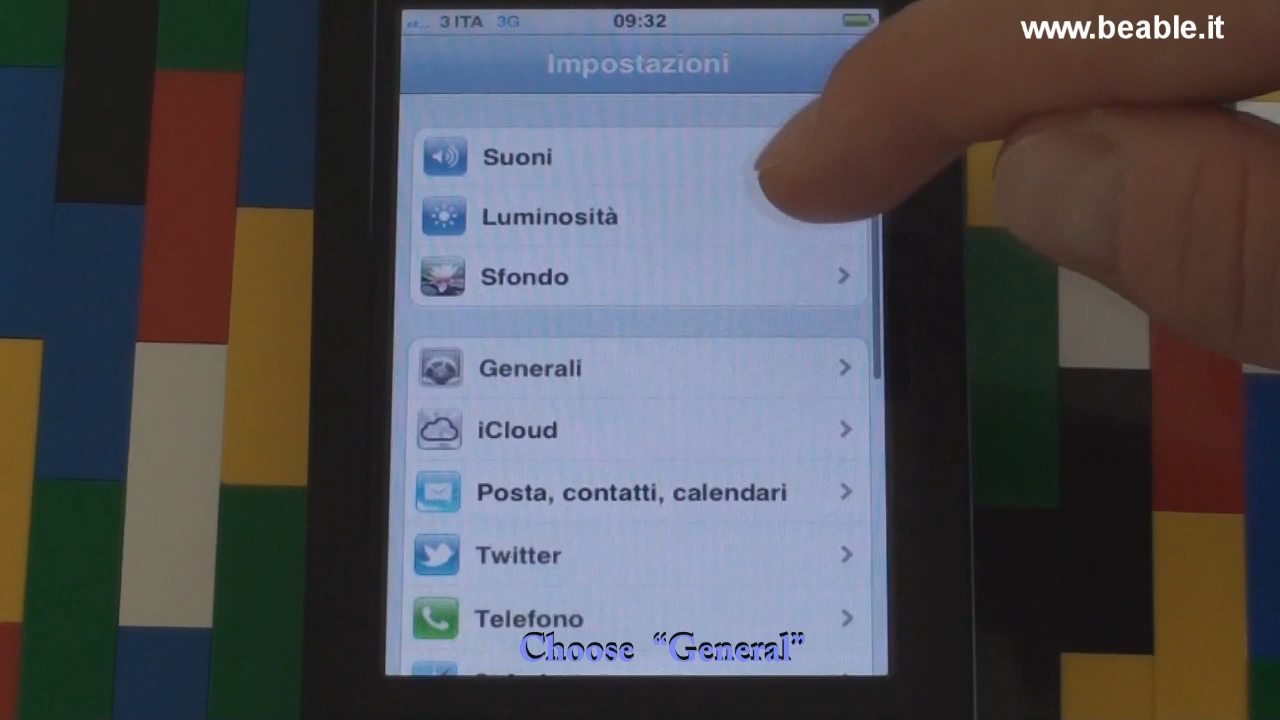 www.beable.it
3 ITA 3G 09:32
Impostazioni
Suoni
Luminosità
Sfondo
Generali
iCloud
Posta, contatti, calendari
Twitter
Telefono
Choose “General”